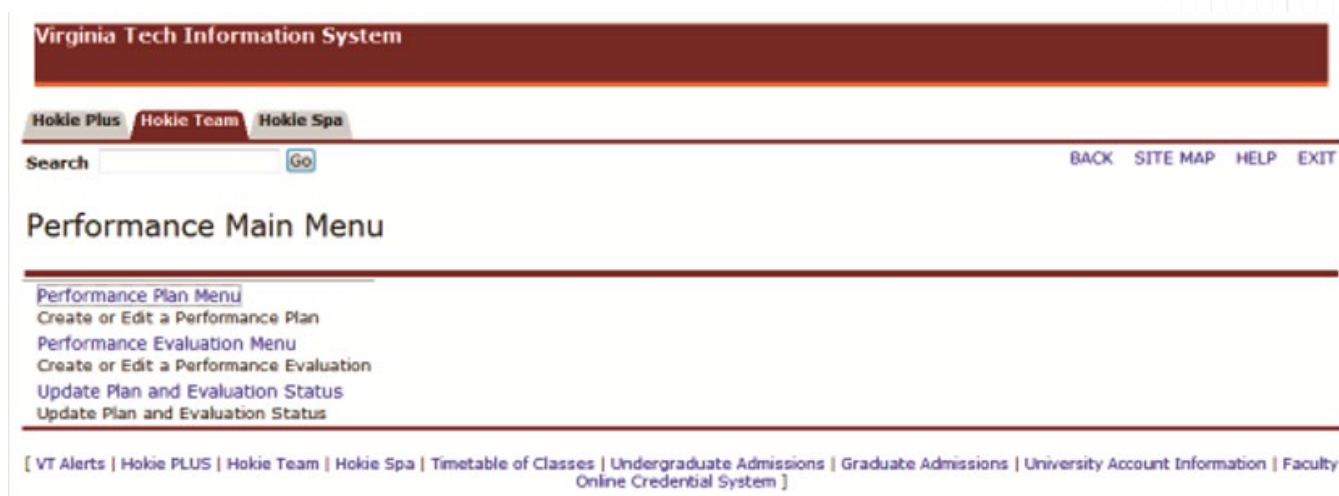 Virginia Tech Information System
Hokie Plus Hokie Team Hokie Spa
Search Go BACK SITE MAP HELP EXIT
Performance Main Menu
Performance Plan Menu
Create or Edit a Performance Plan
Performance Evaluation Menu
Create or Edit a Performance Evaluation
Update Plan and Evaluation Status
Update Plan and Evaluation Status
[ VT Alerts | Hokie PLUS | Hokie Team | Hokie Spa | Timetable of Classes | Undergraduate Admissions | Graduate Admissions | University Account Information | Faculty
Online Credential System ]